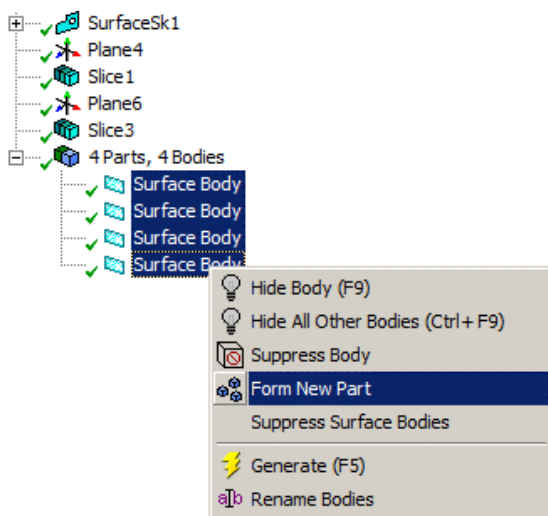 SurfaceSk1
Plane4
Slice1
Plane6
Slice3
4 Parts, 4 Bodies
Surface Body
Surface Body
Surface Body
Surface Body
Hide Body (F9)
Hide All Other Bodies (Ctrl+F9)
Suppress Body
Form New Part
Suppress Surface Bodies
Generate (F5)
Rename Bodies